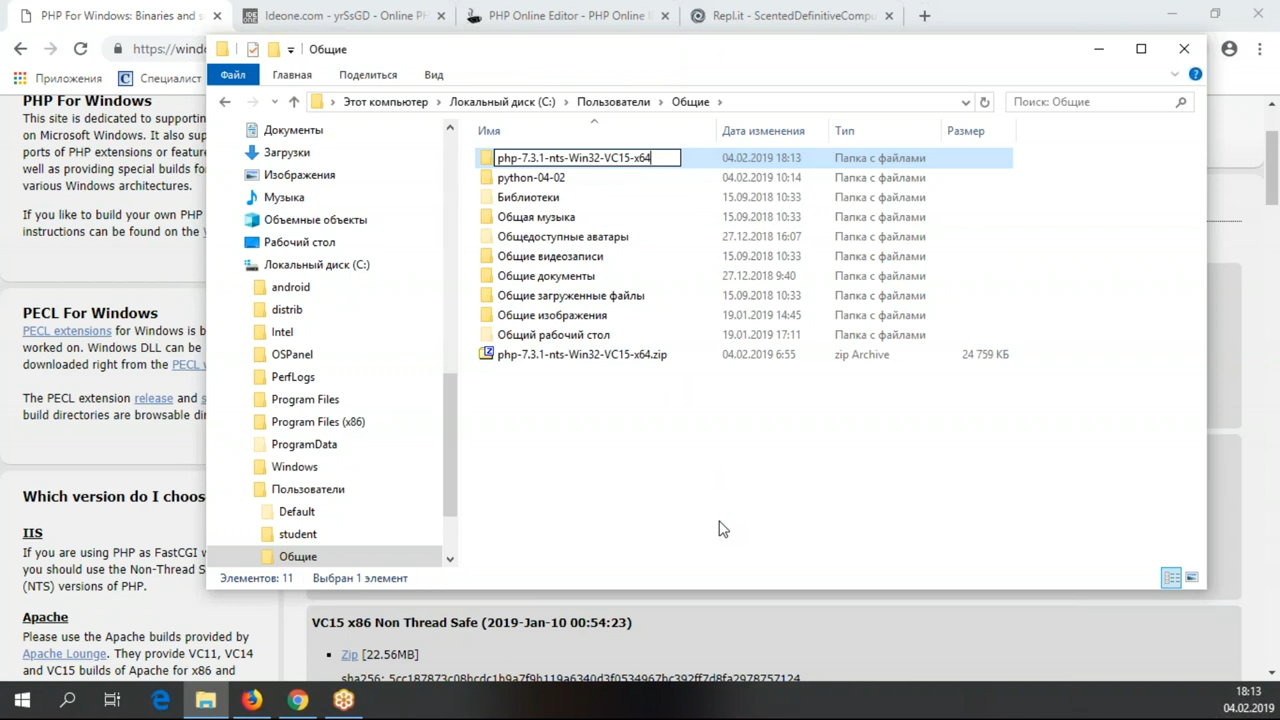 PHP For Windows: Binaries and s
Ideone.com - yrSsGD - Online PH
PHP Online Editor - PHP Online I
Repl.it - ScentedDefinitiveCompu
https://windo
Приложения
Специалист
Общие
Файл
Главная
Поделиться
Вид
Этот компьютер
Локальный диск (C:)
Пользователи
Общие
Поиск: Общие
Имя
Дата изменения
Тип
Размер
Документы
Загрузки
Изображения
Музыка
Объемные объекты
Рабочий стол
Локальный диск (C:)
android
distrib
Intel
OSPanel
PerfLogs
Program Files
Program Files (x86)
ProgramData
Windows
Пользователи
Default
student
Общие
php-7.3.1-nts-Win32-VC15-x64 04.02.2019 18:13 Папка с файлами
python-04-02 04.02.2019 10:14 Папка с файлами
Библиотеки 15.09.2018 10:33 Папка с файлами
Общая музыка 15.09.2018 10:33 Папка с файлами
Общедоступные аватары 27.12.2018 16:07 Папка с файлами
Общие видеозаписи 15.09.2018 10:33 Папка с файлами
Общие документы 27.12.2018 9:40 Папка с файлами
Общие загруженные файлы 15.09.2018 10:33 Папка с файлами
Общие изображения 19.01.2019 14:45 Папка с файлами
Общий рабочий стол 19.01.2019 17:11 Папка с файлами
php-7.3.1-nts-Win32-VC15-x64.zip 04.02.2019 6:55 zip Archive 24 759 КБ
Элементов: 11
Выбран 1 элемент
PHP For Windows
This site is dedicated to supportin
on Microsoft Windows. It also sup
ports of PHP extensions or feature
well as providing special builds for
various Windows architectures.
If you like to build your own PHP
instructions can be found on the
PECL For Windows
PECL extensions for Windows is b
worked on. Windows DLL can be
downloaded right from the PECL
The PECL extension release and s
build directories are browsable di
Which version do I choos
IIS
If you are using PHP as FastCGI w
you should use the Non-Thread S
(NTS) versions of PHP.
Apache
Please use the Apache builds provided by
Apache Lounge. They provide VC11, VC14
and VC15 builds of Apache for x86 and
VC15 x86 Non Thread Safe (2019-Jan-10 00:54:23)
Zip [22.56MB]
18:13
04.02.2019